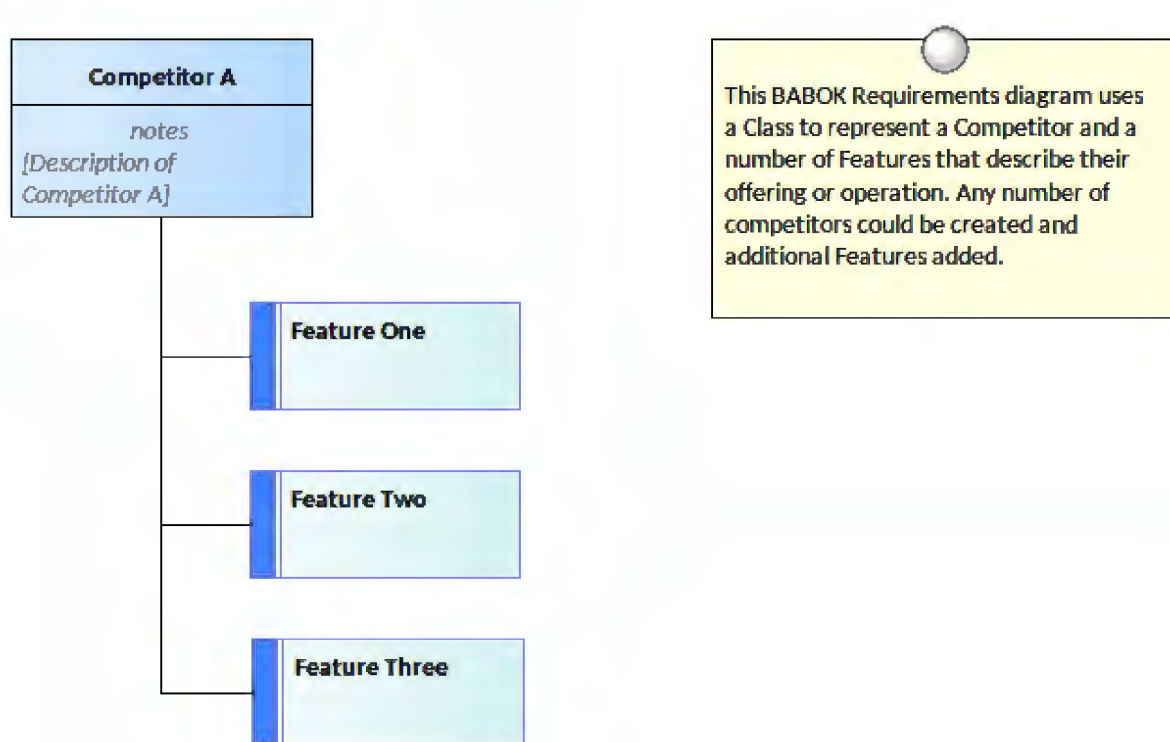 Competitor A
notes
[Description of
Competitor A]
This BABOK Requirements diagram uses
a Class to represent a Competitor and a
number of Features that describe their
offering or operation. Any number of
competitors could be created and
additional Features added.
Feature One
Feature Two
Feature Three